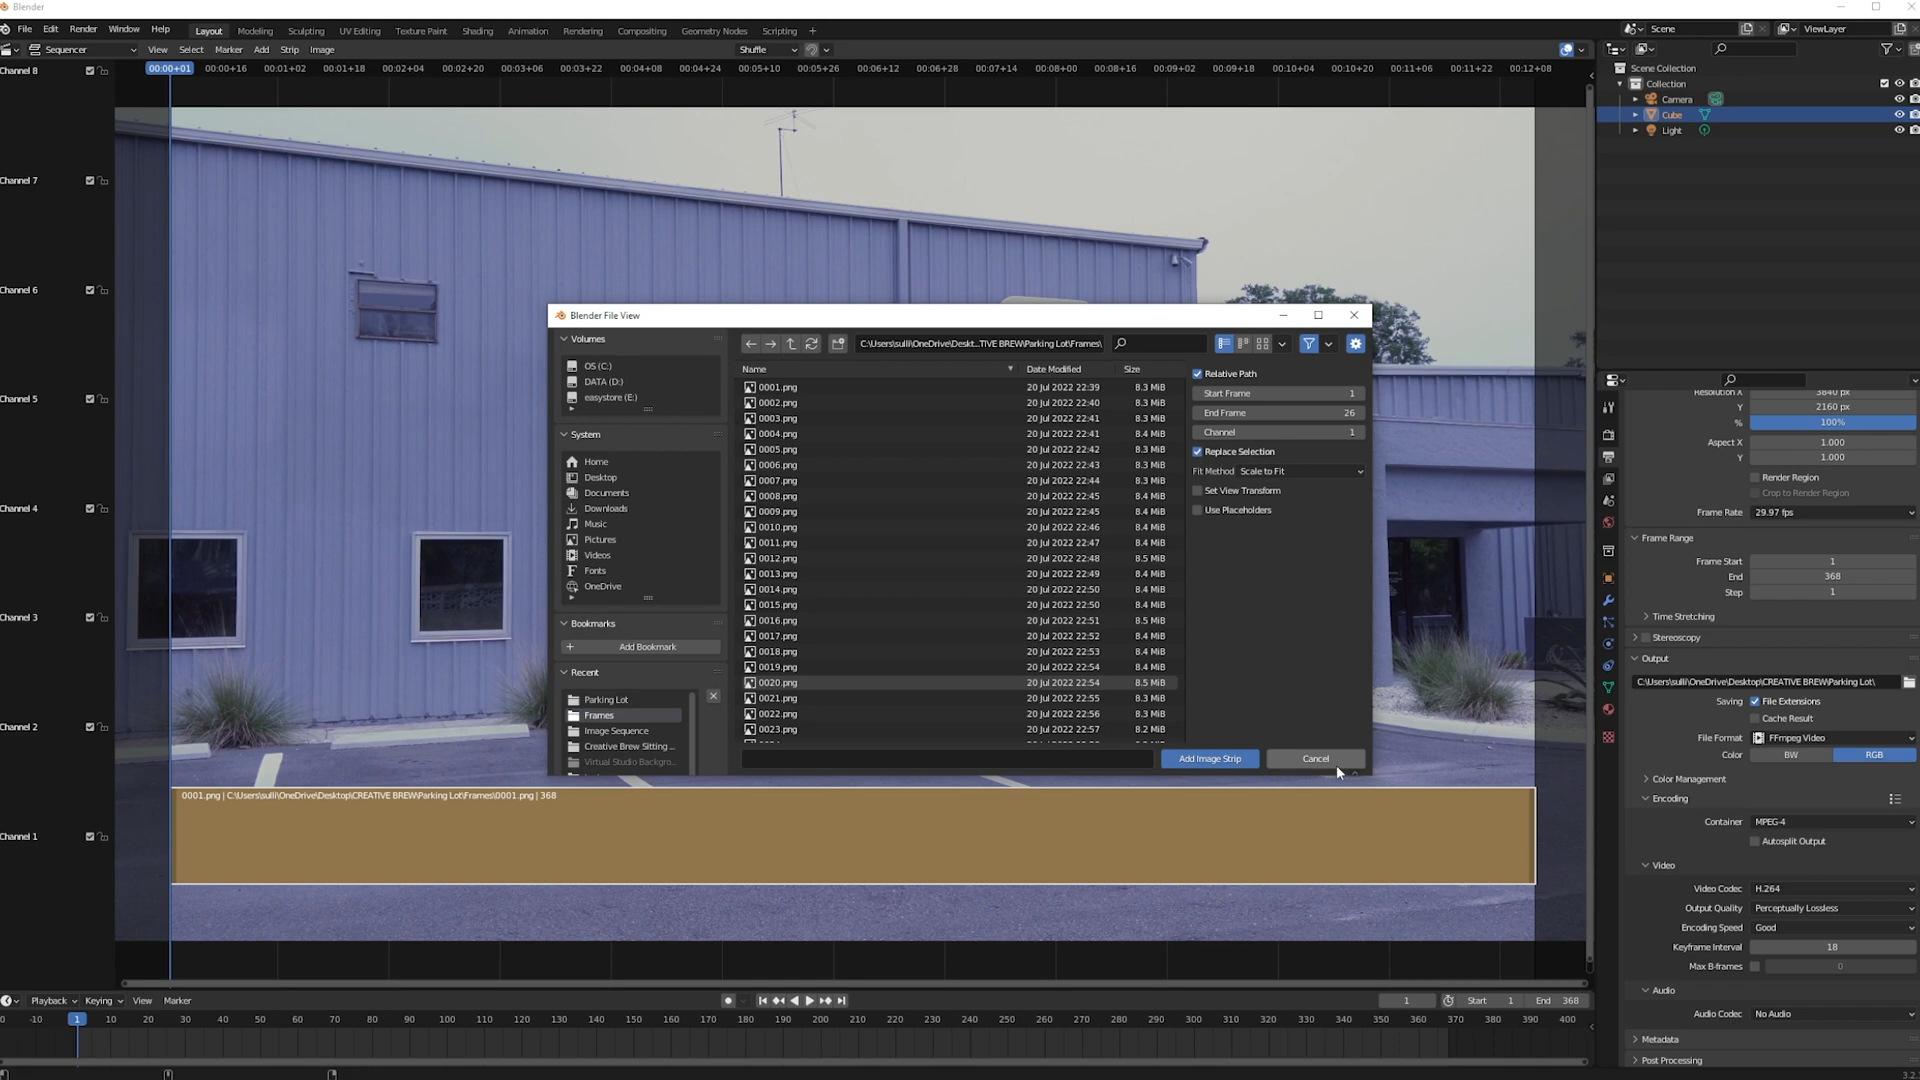 Blender
File Edit Render Window Help Layout Modeling Sculpting UV Editing Texture Paint Shading Animation Rendering Compositing Geometry Nodes Scripting + Scene ViewLayer
Sequencer View Select Marker Add Strip Image Shuffle
Channel 8 00:00+01 00:00+16 00:01+02 00:01+18 00:02+04 00:02+20 00:03+06 00:03+22 00:04+08 00:04+24 00:05+10 00:05+26 00:06+12 00:06+28 00:07+14 00:08+00 00:08+16 00:09+02 00:09+18 00:10+04 00:10+20 00:11+06 00:11+22 00:12+08
Channel 7
Channel 6
Channel 5
Channel 4
Channel 3
Channel 2
Channel 1
Scene Collection
Collection
Camera
Cube
Light
Blender File View
Volumes
OS (C:)
DATA (D:)
easystore (E:)
System
Home
Desktop
Documents
Downloads
Music
Pictures
Videos
Fonts
OneDrive
Bookmarks
Add Bookmark
Recent
Parking Lot
Frames
Image Sequence
Creative Brew Sitting ...
Virtual Studio Backgro...
C:\Users\sulli\OneDrive\Deskt...TIVE BREW\Parking Lot\Frames\
Name Date Modified Size
0001.png 20 Jul 2022 22:39 8.3 MiB
0002.png 20 Jul 2022 22:40 8.3 MiB
0003.png 20 Jul 2022 22:41 8.3 MiB
0004.png 20 Jul 2022 22:41 8.4 MiB
0005.png 20 Jul 2022 22:42 8.3 MiB
0006.png 20 Jul 2022 22:43 8.3 MiB
0007.png 20 Jul 2022 22:44 8.3 MiB
0008.png 20 Jul 2022 22:45 8.4 MiB
0009.png 20 Jul 2022 22:45 8.4 MiB
0010.png 20 Jul 2022 22:46 8.4 MiB
0011.png 20 Jul 2022 22:47 8.4 MiB
0012.png 20 Jul 2022 22:48 8.5 MiB
0013.png 20 Jul 2022 22:49 8.4 MiB
0014.png 20 Jul 2022 22:50 8.4 MiB
0015.png 20 Jul 2022 22:50 8.4 MiB
0016.png 20 Jul 2022 22:51 8.5 MiB
0017.png 20 Jul 2022 22:52 8.4 MiB
0018.png 20 Jul 2022 22:53 8.4 MiB
0019.png 20 Jul 2022 22:54 8.4 MiB
0020.png 20 Jul 2022 22:54 8.5 MiB
0021.png 20 Jul 2022 22:55 8.3 MiB
0022.png 20 Jul 2022 22:56 8.3 MiB
0023.png 20 Jul 2022 22:57 8.2 MiB
Relative Path
Start Frame 1
End Frame 26
Channel 1
Replace Selection
Fit Method Scale to Fit
Set View Transform
Use Placeholders
Add Image Strip Cancel
0001.png | C:\Users\sulli\OneDrive\Desktop\CREATIVE BREW\Parking Lot\Frames\0001.png | 368
Resolution X 3840 px
Y 2160 px
% 100%
Aspect X 1.000
Y 1.000
Render Region
Crop to Render Region
Frame Rate 29.97 fps
Frame Range
Frame Start 1
End 368
Step 1
Time Stretching
Stereoscopy
Output
C:\Users\sulli\OneDrive\Desktop\CREATIVE BREW\Parking Lot\
Saving File Extensions
Cache Result
File Format FFmpeg Video
Color BW RGB
Color Management
Encoding
Container MPEG-4
Autosplit Output
Video
Video Codec H.264
Output Quality Perceptually Lossless
Encoding Speed Good
Keyframe Interval 18
Max B-frames 0
Audio
Audio Codec No Audio
Metadata
Post Processing
Playback Keying View Marker 1 Start 1 End 368
0 -10 1 10 20 30 40 50 60 70 80 90 100 110 120 130 140 150 160 170 180 190 200 210 220 230 240 250 260 270 280 290 300 310 320 330 340 350 360 370 380 390 400
3.2.